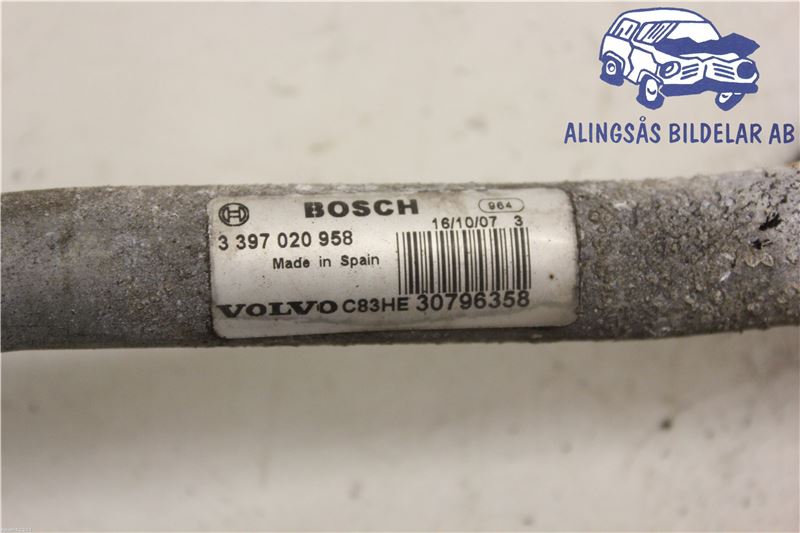 ALINGSÅS BILDELAR AB
BOSCH
964
16/10/07 3
3 397 020 958
Made in Spain
VOLVO C83HE 30796358